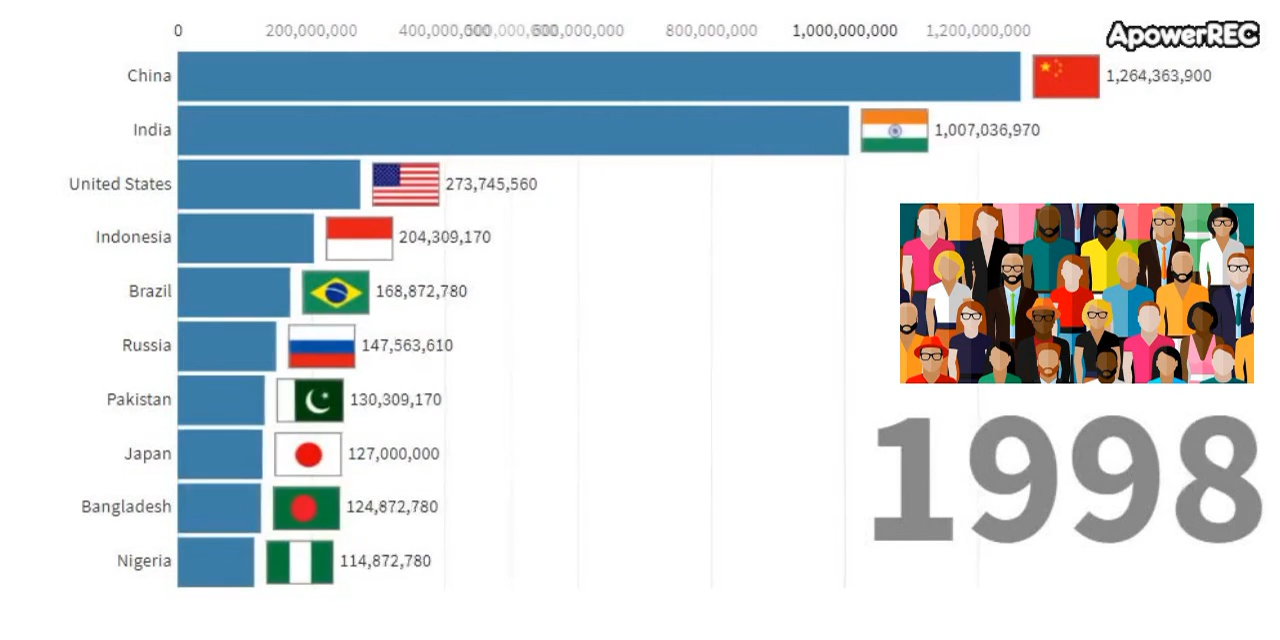 0 200,000,000 400,000,000 600,000,000 800,000,000 1,000,000,000 1,200,000,000
ApowerREC
China 1,264,363,900
India 1,007,036,970
United States 273,745,560
Indonesia 204,309,170
Brazil 168,872,780
Russia 147,563,610
Pakistan 130,309,170
Japan 127,000,000
Bangladesh 124,872,780
Nigeria 114,872,780
1998